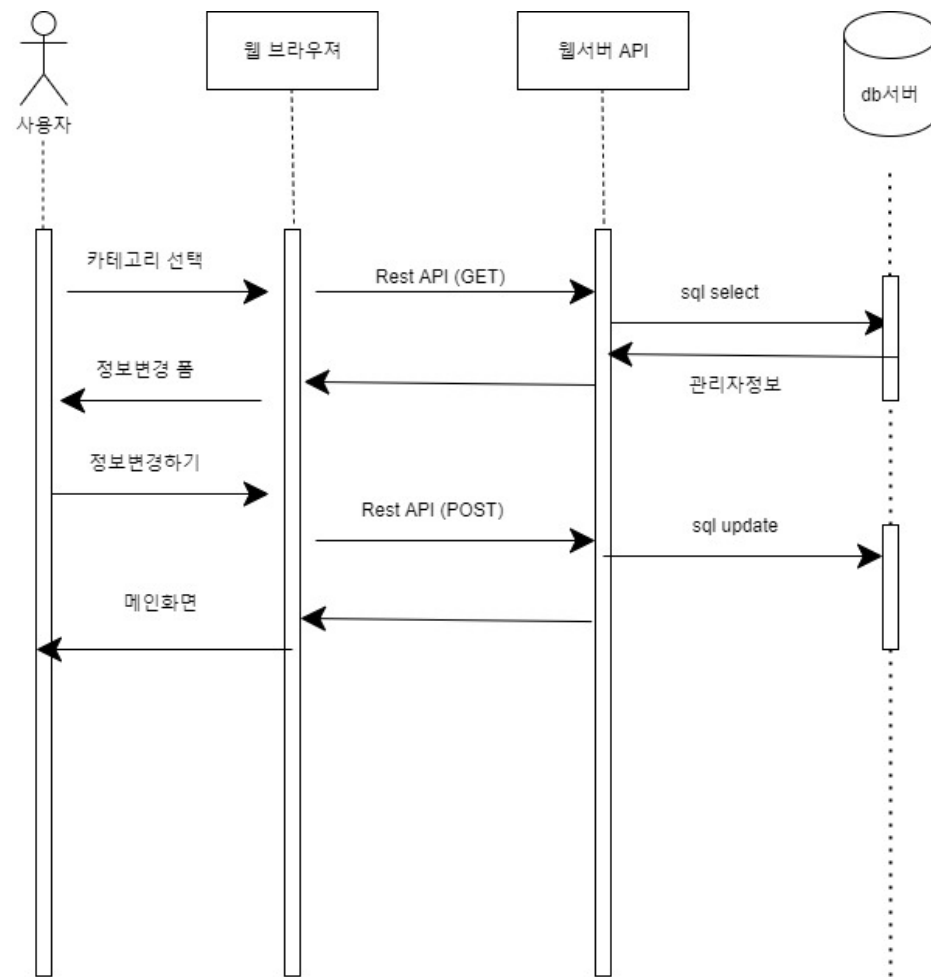 웹 브라우져
웹서버 API
db서버
사용자
카테고리 선택
Rest API (GET)
sql select
정보변경 폼
관리자정보
정보변경하기
Rest API (POST)
sql update
메인화면